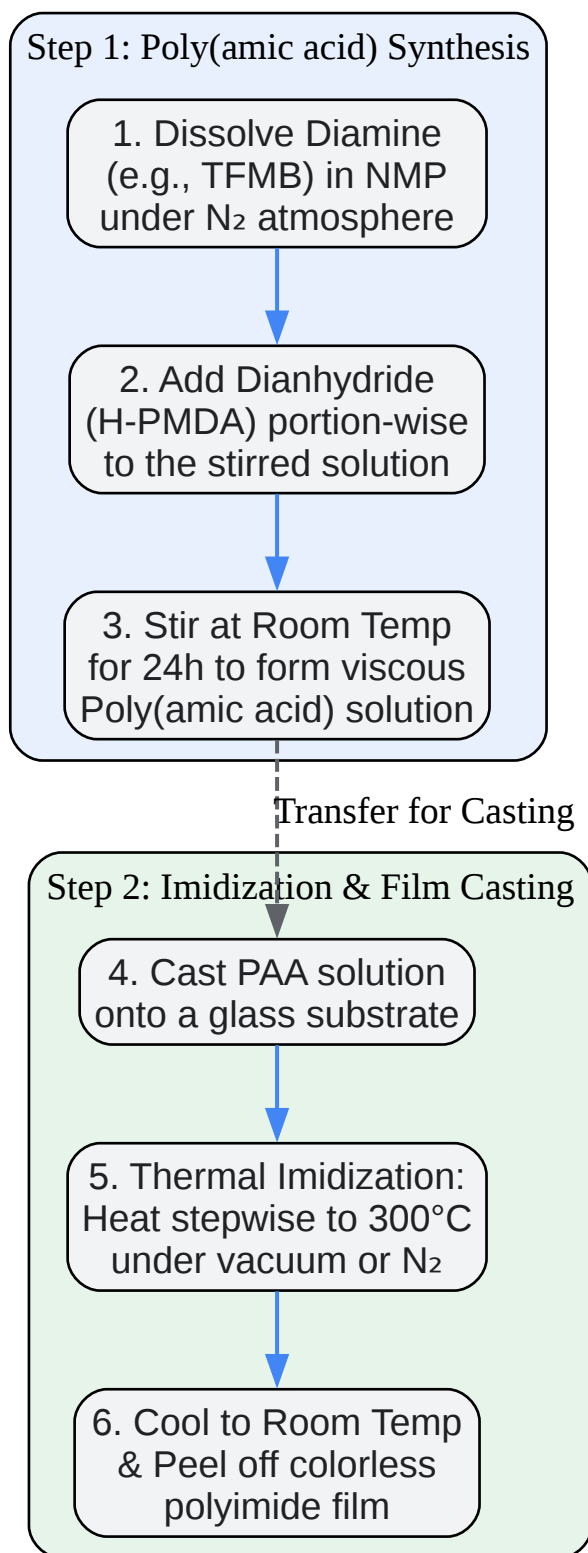 Step 1: Poly(amic acid) Synthesis
1. Dissolve Diamine
(e.g., TFMB) in NMP
under N₂ atmosphere
2. Add Dianhydride
(H-PMDA) portion-wise
to the stirred solution
3. Stir at Room Temp
for 24h to form viscous
Poly(amic acid) solution
Transfer for Casting
Step 2: Imidization & Film Casting
4. Cast PAA solution
onto a glass substrate
5. Thermal Imidization:
Heat stepwise to 300°C
under vacuum or N₂
6. Cool to Room Temp
& Peel off colorless
polyimide film